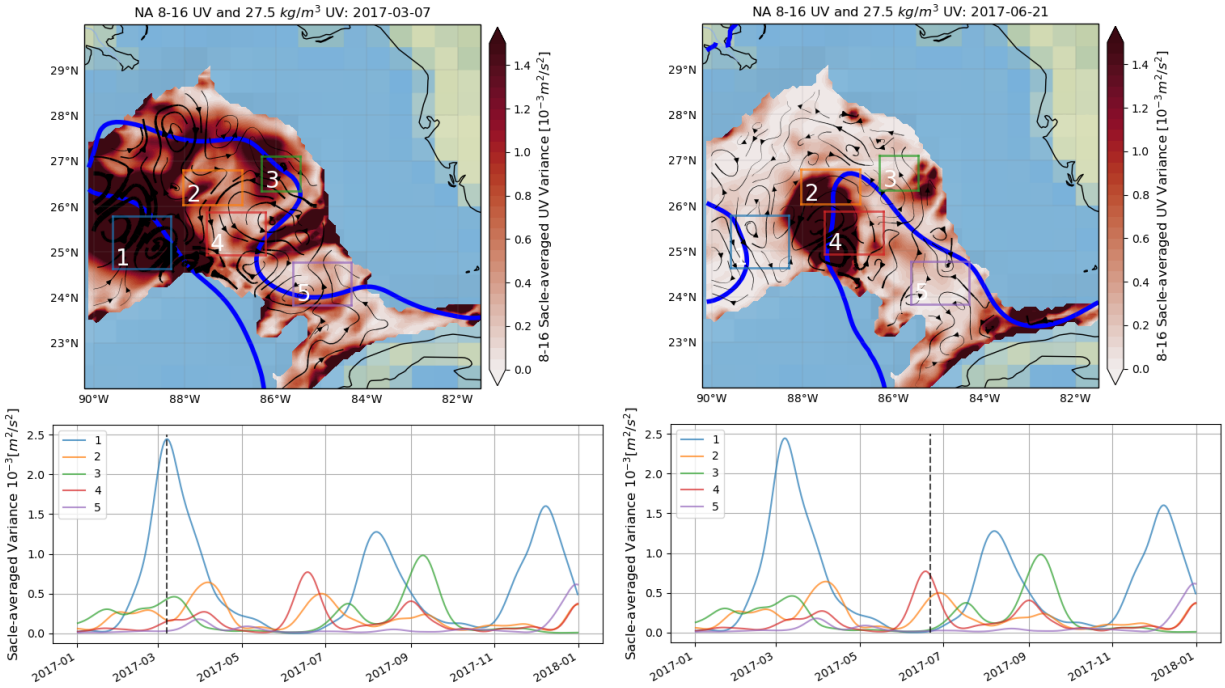 NA 8-16 UV and 27.5 kg/m³ UV: 2017-03-07
29°N
28°N
27°N
26°N
25°N
24°N
23°N
90°W
88°W
86°W
84°W
82°W
1
2
3
4
5
1.4
1.2
1.0
0.8
0.6
0.4
0.2
0.0
8-16 Sacle-averaged UV Variance [10⁻³m²/s²]
NA 8-16 UV and 27.5 kg/m³ UV: 2017-06-21
29°N
28°N
27°N
26°N
25°N
24°N
23°N
90°W
88°W
86°W
84°W
82°W
2
3
4
5
1.4
1.2
1.0
0.8
0.6
0.4
0.2
0.0
8-16 Sacle-averaged UV Variance [10⁻³m²/s²]
Sacle-averaged Variance 10⁻³[m²/s²]
2.5
2.0
1.5
1.0
0.5
0.0
1
2
3
4
5
2017-01
2017-03
2017-05
2017-07
2017-09
2017-11
2018-01
Sacle-averaged Variance 10⁻³[m²/s²]
2.5
2.0
1.5
1.0
0.5
0.0
1
2
3
4
5
2017-01
2017-03
2017-05
2017-07
2017-09
2017-11
2018-01